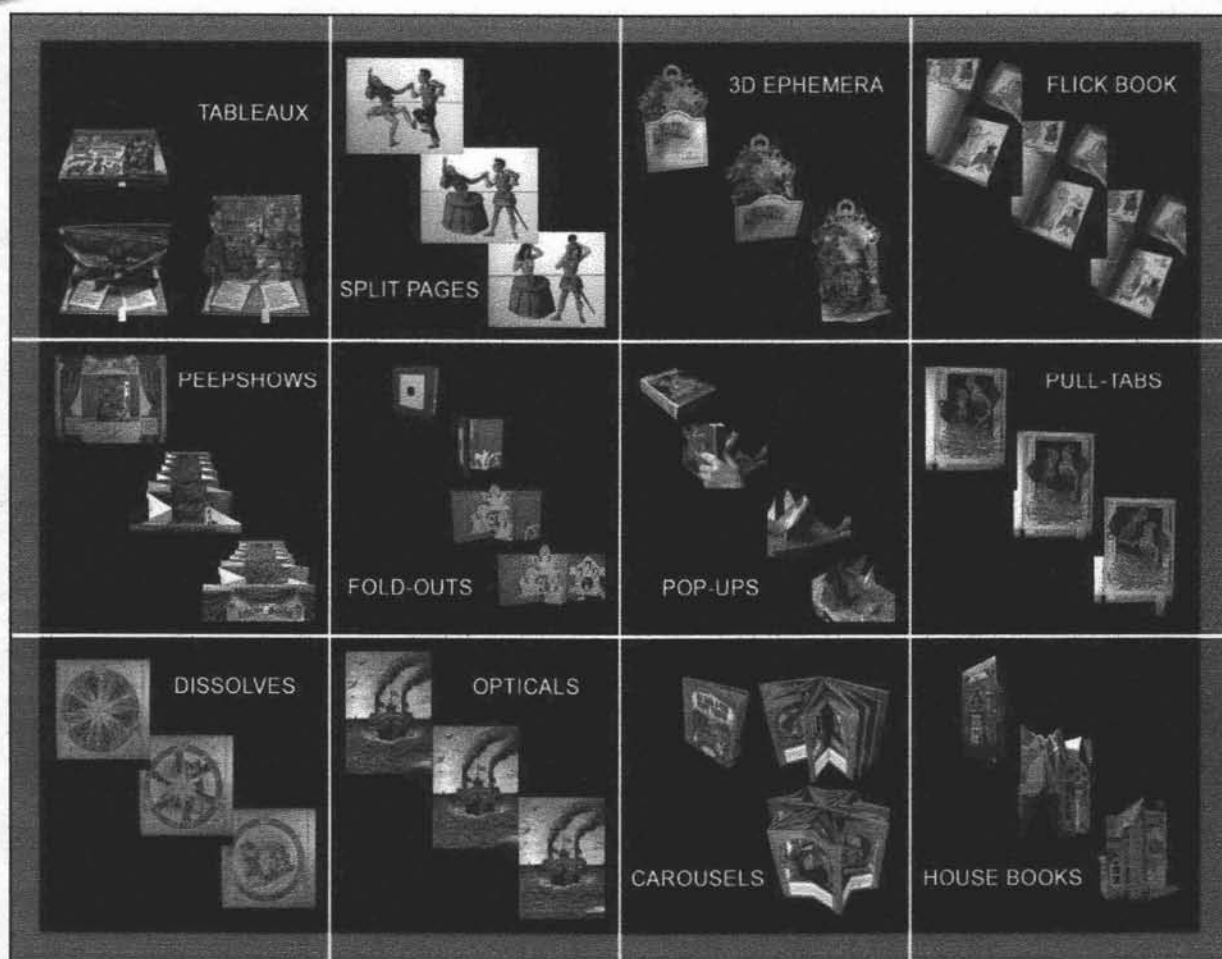 TABLEAUX
SPLIT PAGES
3D EPHEMERA
FLICK BOOK
PEEPSHOWS
FOLD-OUTS
POP-UPS
PULL-TABS
DISSOLVES
OPTICALS
CAROUSELS
HOUSE BOOKS